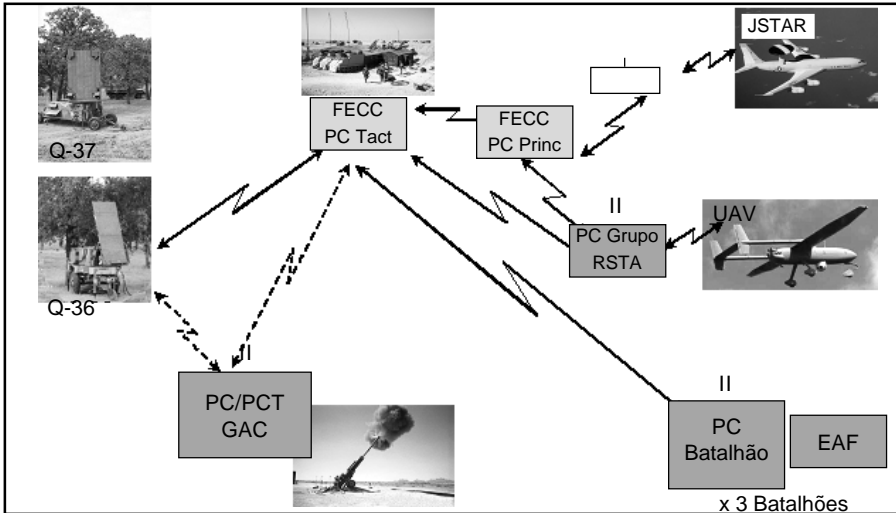 JSTAR
FECC
PC Tact
FECC
PC Princ
Q-37
II
UAV
PC Grupo
RSTA
Q-36
II
PC/PCT
GAC
II
PC
Batalhão
EAF
x 3 Batalhões